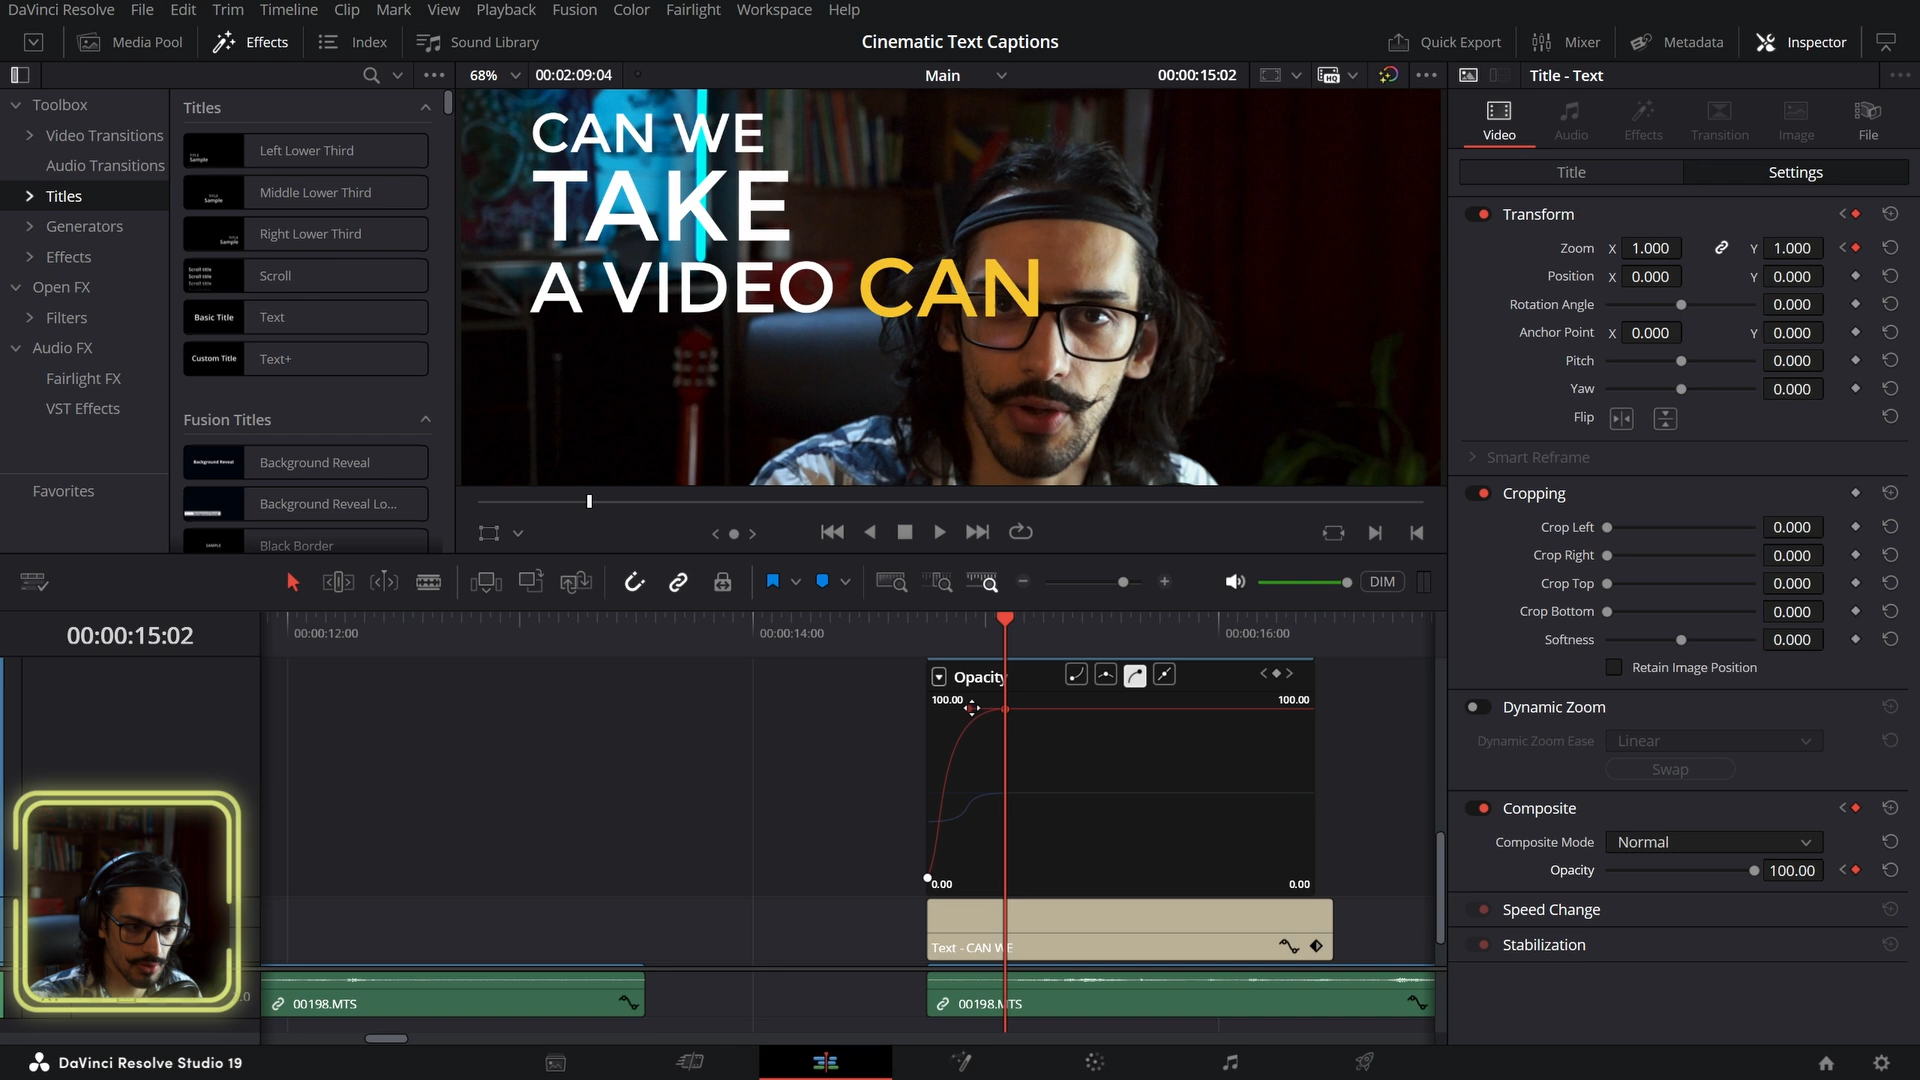 DaVinci Resolve File Edit Trim Timeline Clip Mark View Playback Fusion Color Fairlight Workspace Help
Media Pool Effects Index Sound Library Cinematic Text Captions Quick Export Mixer Metadata Inspector
68% 00:02:09:04 Main 00:00:15:02 Title - Text
Toolbox
Video Transitions
Audio Transitions
Titles
Generators
Effects
Open FX
Filters
Audio FX
Fairlight FX
VST Effects
Favorites
Titles
Left Lower Third
Middle Lower Third
Right Lower Third
Scroll
Basic Title Text
Custom Title Text+
Fusion Titles
Background Reveal Background Reveal
Background Reveal Lo...
SAMPLE Black Border
CAN WE
TAKE
A VIDEO CAN
Video Audio Effects Transition Image File
Title Settings
Transform
Zoom X 1.000 Y 1.000
Position X 0.000 Y 0.000
Rotation Angle 0.000
Anchor Point X 0.000 Y 0.000
Pitch 0.000
Yaw 0.000
Flip
Smart Reframe
Cropping
Crop Left 0.000
Crop Right 0.000
Crop Top 0.000
Crop Bottom 0.000
Softness 0.000
Retain Image Position
Dynamic Zoom
Dynamic Zoom Ease Linear
Swap
Composite
Composite Mode Normal
Opacity 100.00
Speed Change
Stabilization
DIM
00:00:15:02 00:00:12:00 00:00:14:00 00:00:16:00
Opacity
100.00 100.00
0.00 0.00
Text - CAN WE
00198.MTS 00198.MTS
DaVinci Resolve Studio 19